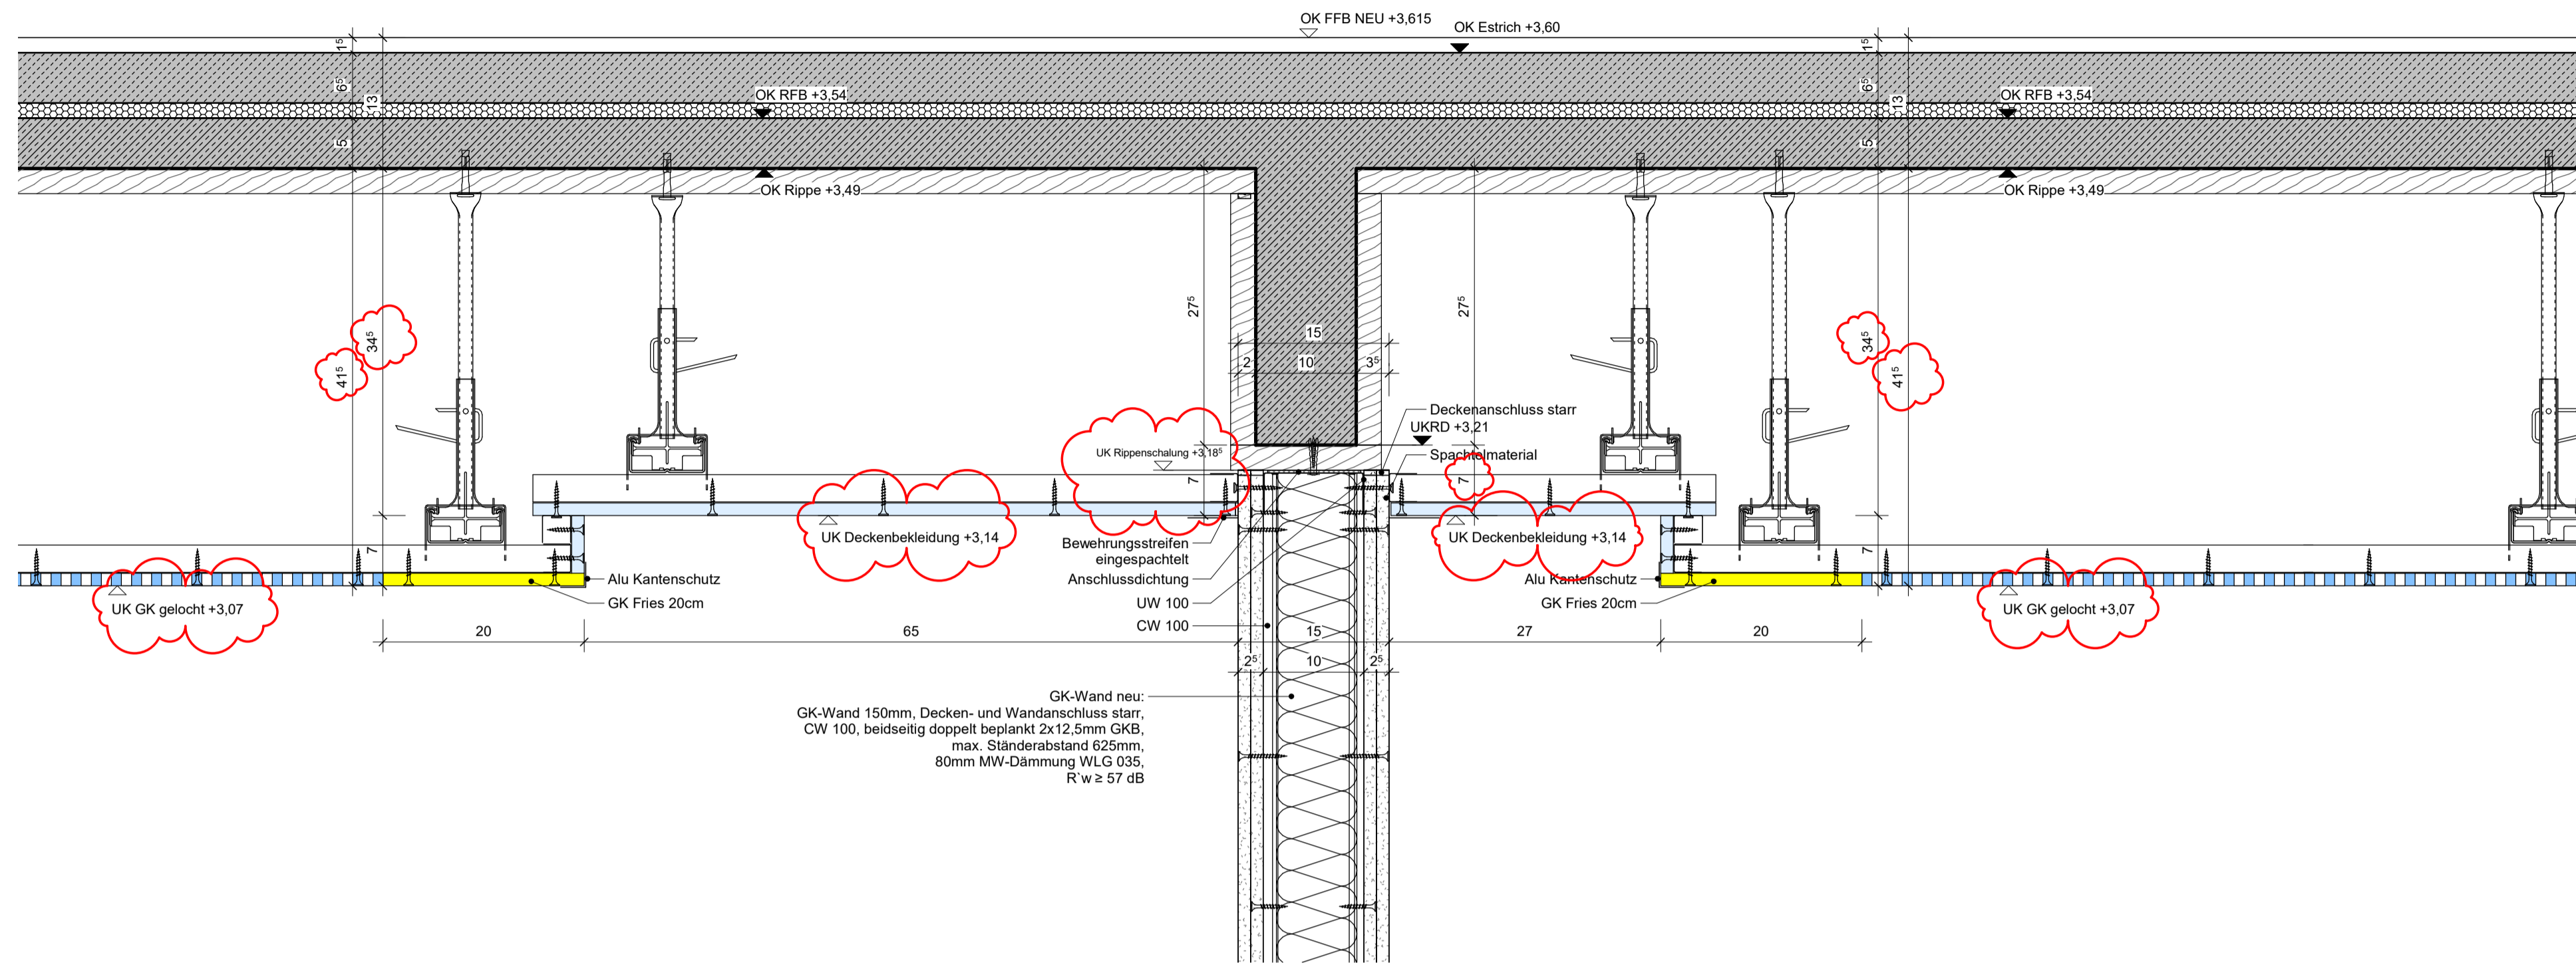 OK FFB NEU +3,615
OK Estrich +3,60
1⁵
1⁵
6⁵
13
OK RFB +3,54
6⁵
13
OK RFB +3,54
5
5
OK Rippe +3,49
OK Rippe +3,49
27⁵
27⁵
34⁵
41⁵
15
2
10
3⁵
34⁵
41⁵
Deckenanschluss starr
UKRD +3,21
UK Rippenschalung +3,18⁵
Spachtelmaterial
7
7
UK Deckenbekleidung +3,14
UK Deckenbekleidung +3,14
Bewehrungsstreifen
eingespachtelt
7
7
Anschlussdichtung
Alu Kantenschutz
Alu Kantenschutz
UW 100
GK Fries 20cm
GK Fries 20cm
UK GK gelocht +3,07
UK GK gelocht +3,07
CW 100
20
65
15
27
20
2⁵
10
2⁵
GK-Wand neu:
GK-Wand 150mm, Decken- und Wandanschluss starr,
CW 100, beidseitig doppelt beplankt 2x12,5mm GKB,
max. Ständerabstand 625mm,
80mm MW-Dämmung WLG 035,
R`w ≥ 57 dB